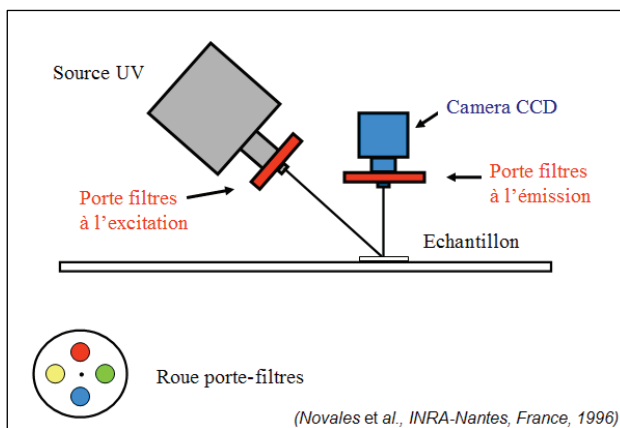 Source UV
Camera CCD
Porte filtres
à l’excitation
Porte filtres
à l’émission
Echantillon
Roue porte-filtres
(Novales et al., INRA-Nantes, France, 1996)